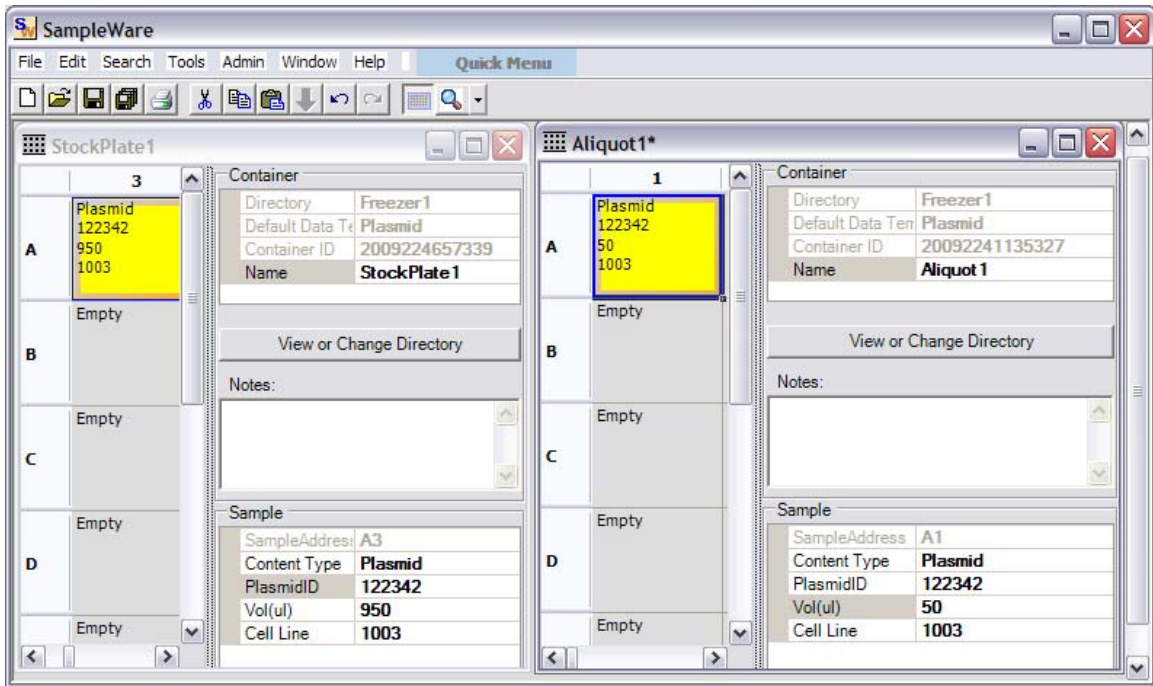 SampleWare
File Edit Search Tools Admin Window Help Quick Menu
StockPlate1
3
A
Plasmid
122342
950
1003
B
Empty
C
Empty
D
Empty
Empty
Container
Directory Freezer1
Default Data Te Plasmid
Container ID 2009224657339
Name StockPlate1
View or Change Directory
Notes:
Sample
SampleAddres: A3
Content Type Plasmid
PlasmidID 122342
Vol(ul) 950
Cell Line 1003
Aliquot1*
1
A
Plasmid
122342
50
1003
B
Empty
C
Empty
D
Empty
Empty
Container
Directory Freezer1
Default Data Tem Plasmid
Container ID 20092241135327
Name Aliquot1
View or Change Directory
Notes:
Sample
SampleAddress A1
Content Type Plasmid
PlasmidID 122342
Vol(ul) 50
Cell Line 1003